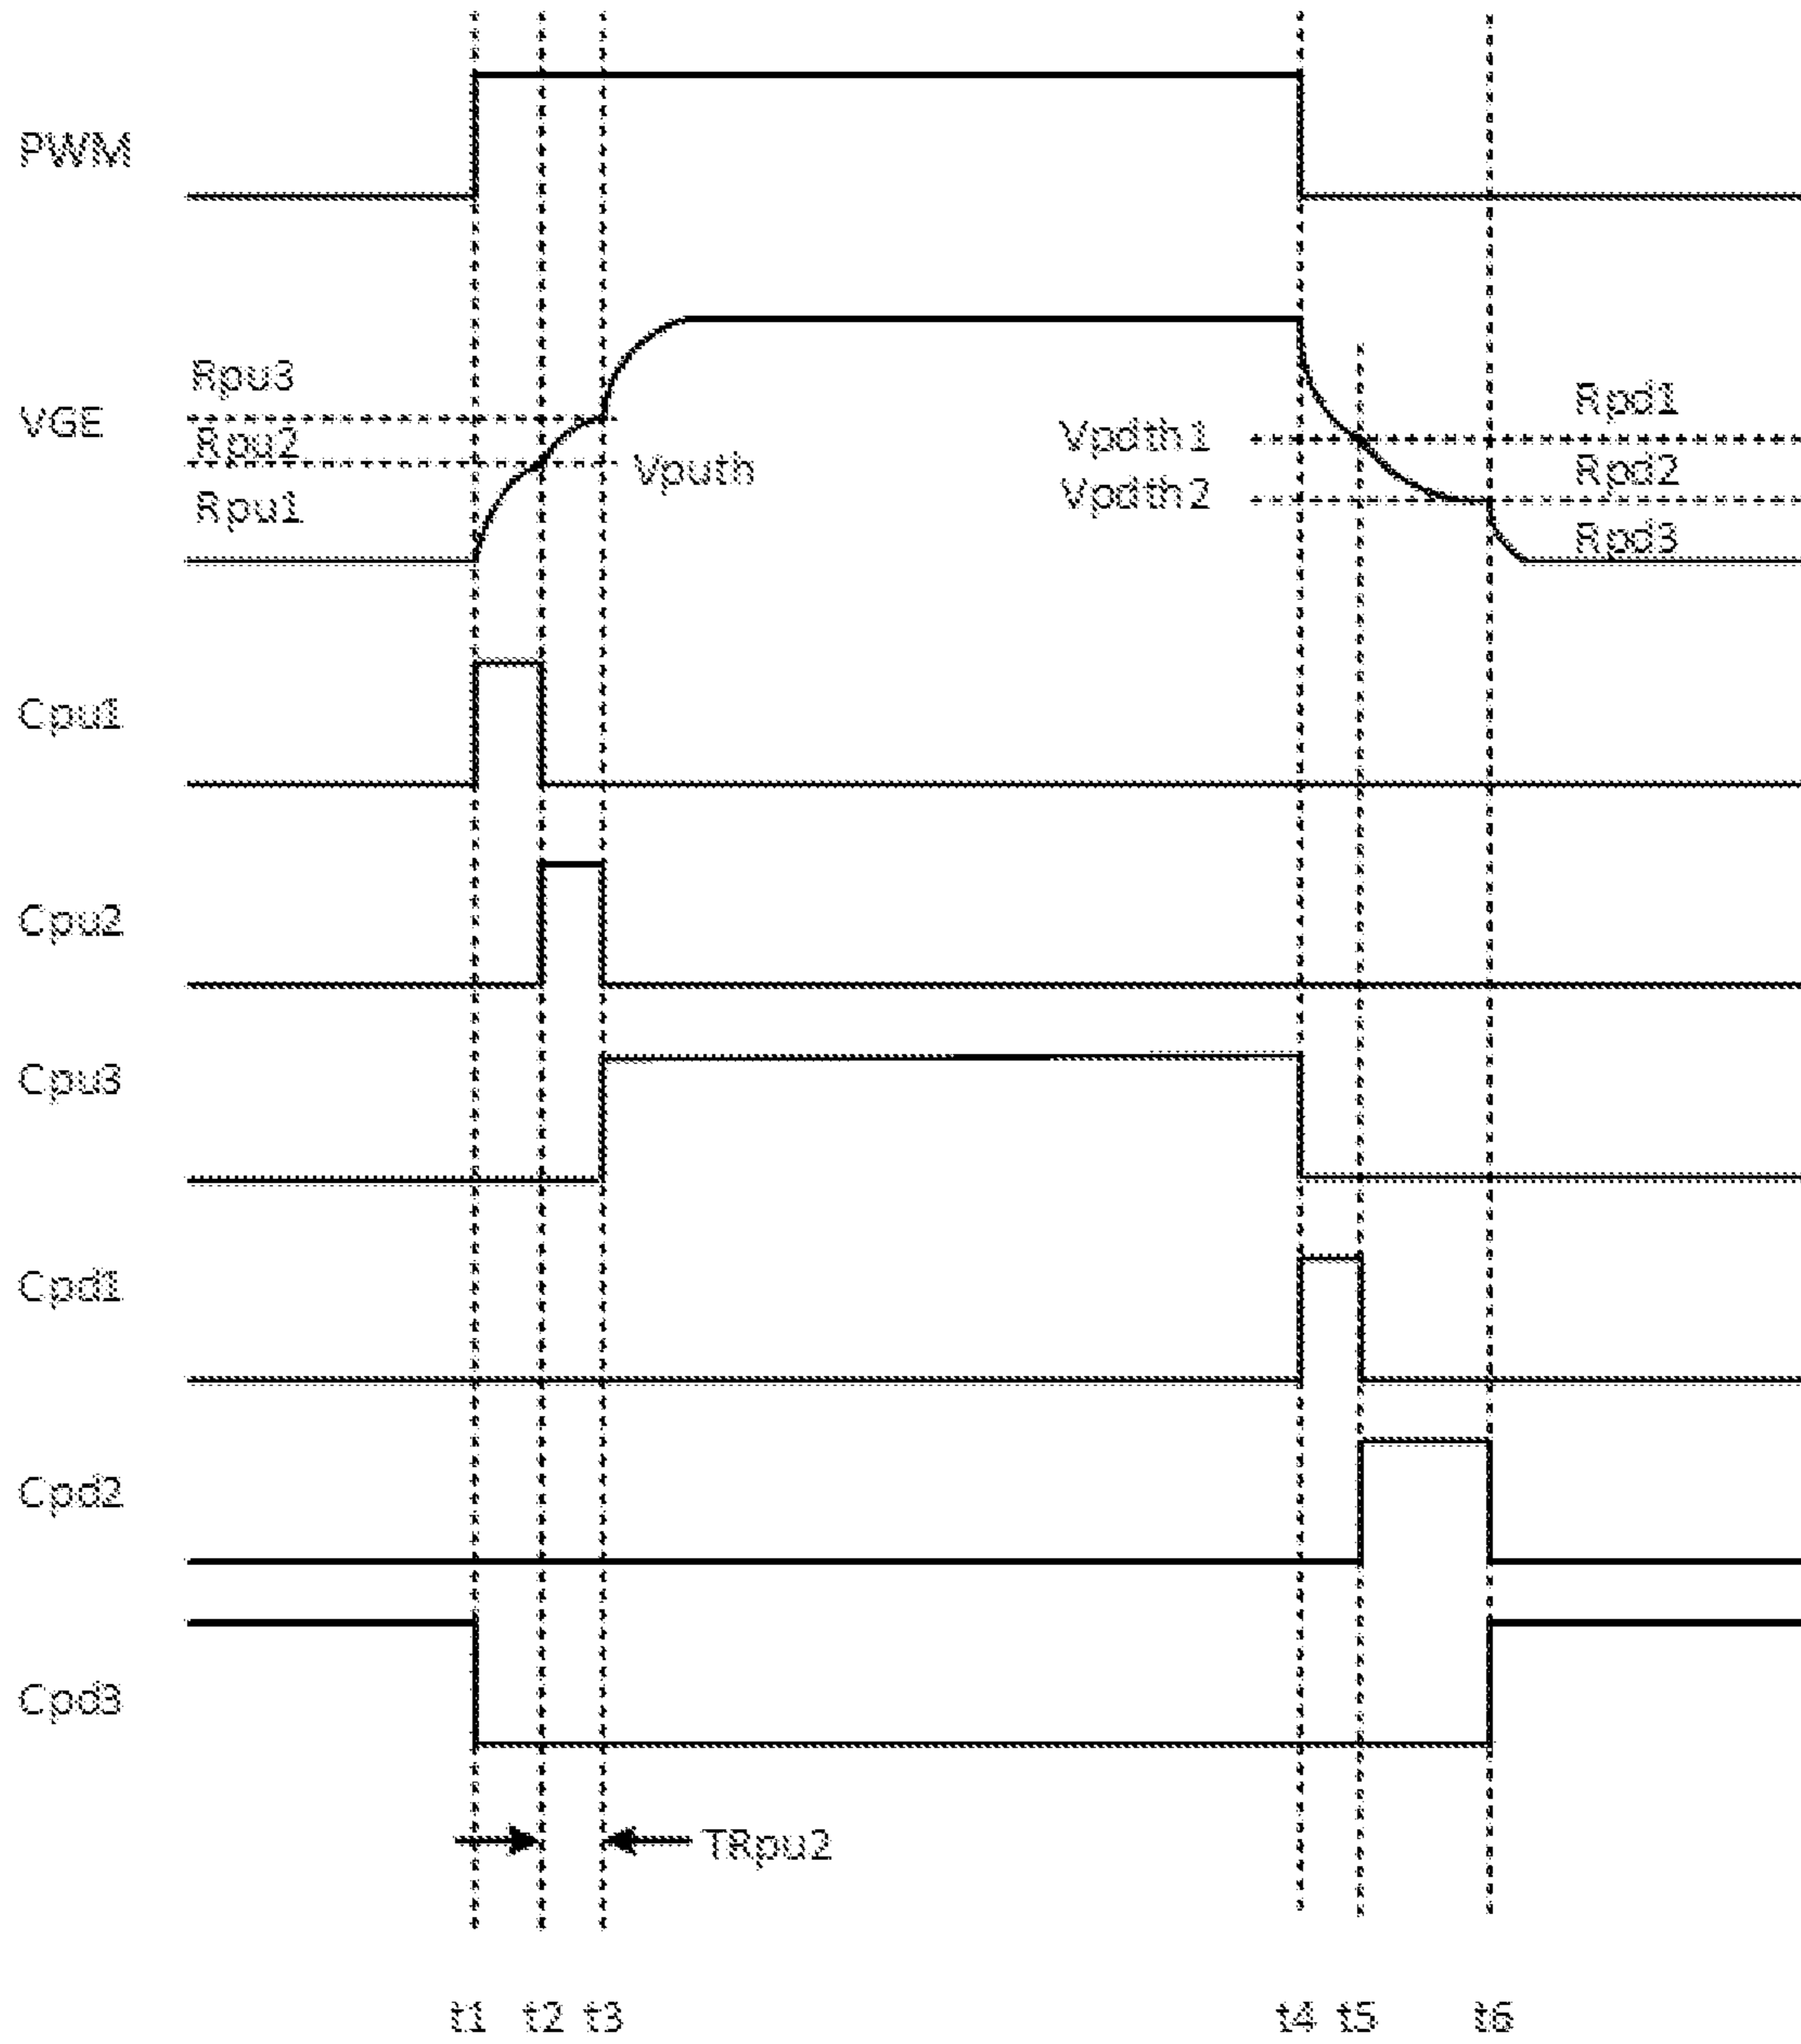 PWM
Rpu3
VGE
Rpu2
Rpu1
Vputh
Vpdth1
Vpdth2
Rpd1
Rpd2
Rpd3
Cpu1
Cpu2
Cpu3
Cpd1
Cpd2
Cpd3
TRpu2
t1 t2 t3 t4 t5 t6